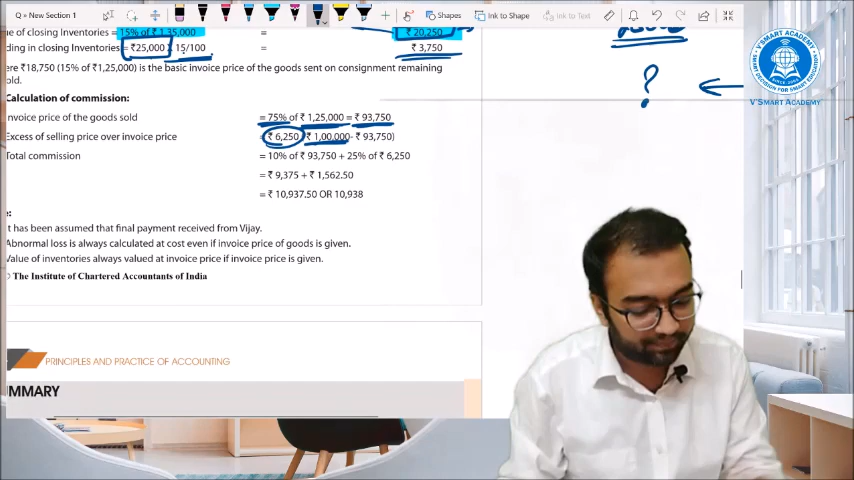 Q » New Section 1
Shapes
Ink to Shape
Ink to Text
e of closing Inventories = 15% of ₹ 1,35,000 = ₹ 20,250
ding in closing Inventories = ₹25,000 × 15/100 = ₹ 3,750
ere ₹18,750 (15% of ₹1,25,000) is the basic invoice price of the goods sent on consignment remaining
old.
?
V'SMART ACADEMY
SMART DECISION FOR SMART EDUCATION
V'Smart Academy
Calculation of commission:
nvoice price of the goods sold = 75% of ₹ 1,25,000 = ₹ 93,750
Excess of selling price over invoice price = ₹ 6,250 (₹ 1,00,000- ₹ 93,750)
Total commission = 10% of ₹ 93,750 + 25% of ₹ 6,250
= ₹ 9,375 + ₹ 1,562.50
= ₹ 10,937.50 OR 10,938
e:
t has been assumed that final payment received from Vijay.
Abnormal loss is always calculated at cost even if invoice price of goods is given.
Value of inventories always valued at invoice price if invoice price is given.
The Institute of Chartered Accountants of India
PRINCIPLES AND PRACTICE OF ACCOUNTING
MMARY